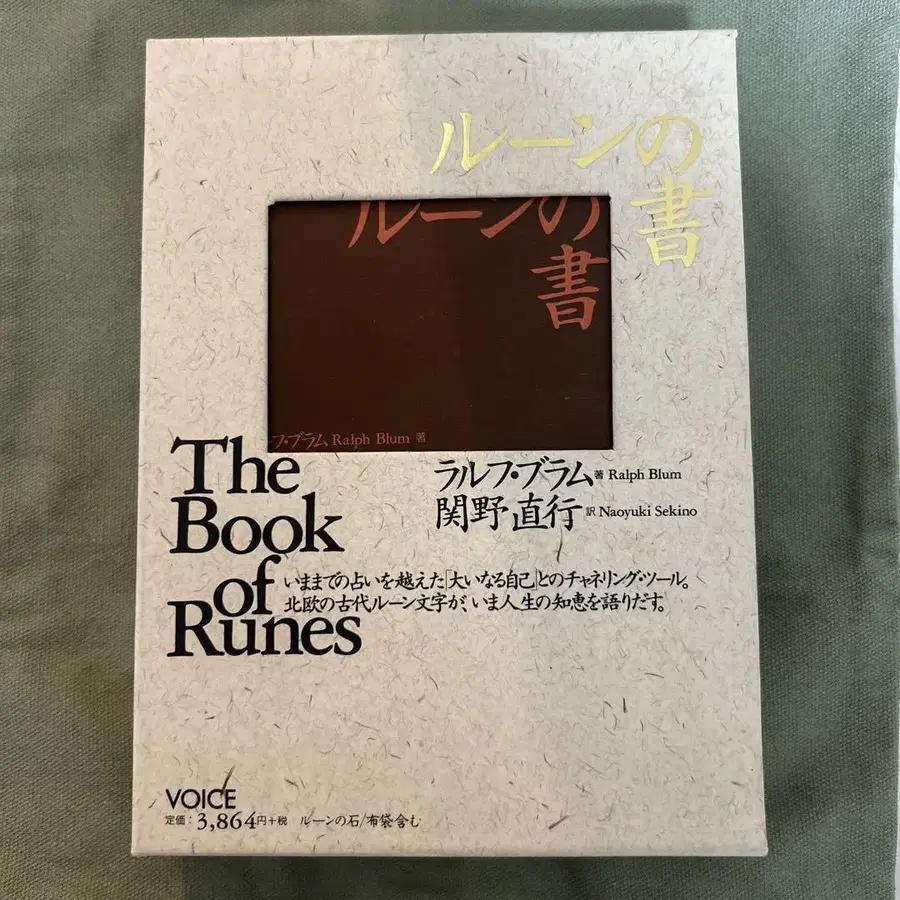 ルーンの
書
ルーンの
書
フ・ブラム Ralph Blum 著
The
Book
of
Runes
ラルフ・ブラム 著 Ralph Blum
関野直行 訳 Naoyuki Sekino
いままでの占いを越えた「大いなる自己」とのチャネリング・ツール。
北欧の古代ルーン文字が、いま人生の知恵を語りだす。
VOICE
定価：3,864円+税 ルーンの石/布袋含む